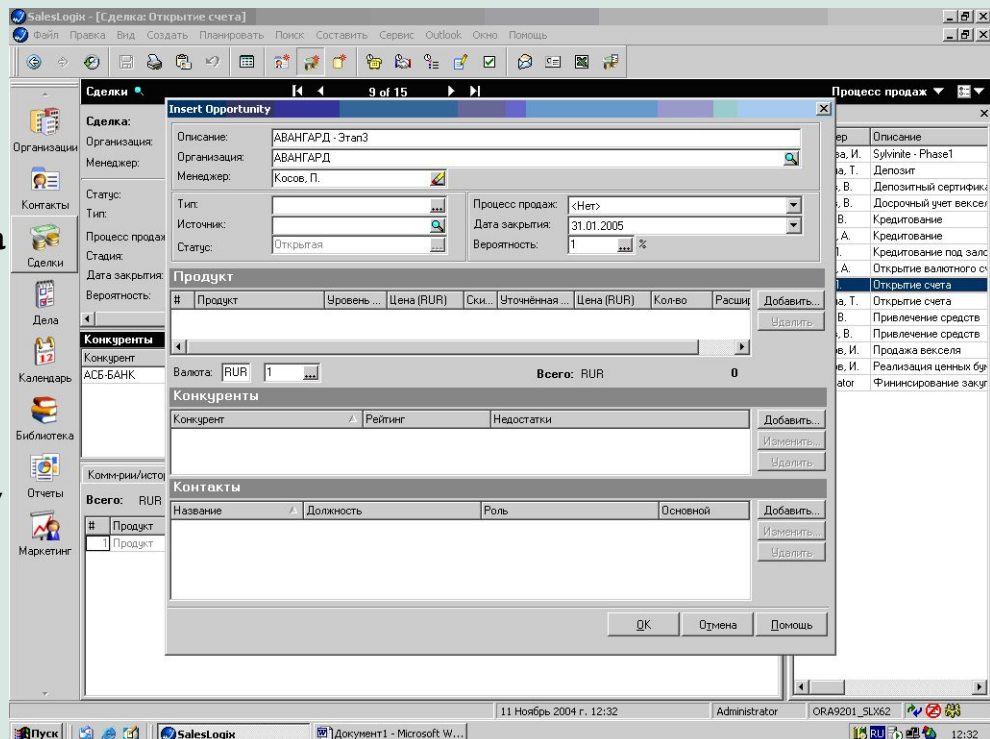 SalesLogix - [Сделка: Открытие счета]
Файл Правка Вид Создать Планировать Поиск Составить Сервис Outlook Окно Помощь
Сделки 9 of 15 Процесс продаж
Insert Opportunity
Описание: АВАНГАРД - Этап3
Организация: АВАНГАРД
Менеджер: Косов, П.
Тип: ...
Источник:
Статус: Открытая ...
Процесс продаж: <Нет>
Дата закрытия: 31.01.2005
Вероятность: 1 ... %
Продукт
# Продукт Уровень ... Цена (RUR) Ски... Уточнённая ... Цена (RUR) Кол-во Расшир
Добавить...
Удалить
Валюта: RUR 1 ... Всего: RUR 0
Конкуренты
Конкурент Рейтинг Недостатки
Добавить...
Изменить...
Удалить
Контакты
Название Должность Роль Основной
Добавить...
Изменить...
Удалить
OK Отмена Помощь
Организации
Контакты
Сделки
Дела
Календарь
12
Библиотека
Отчеты
Маркетинг
Сделка:
Организация:
Менеджер:
Статус:
Тип:
Процесс продаж
Стадия:
Дата закрытия:
Вероятность:
Конкуренты
Конкурент
АСБ-БАНК
Комм-рии/истор
Всего: RUR
# Продукт
1 Продукт
ер Описание
ва, И. Sylvinite - Phase1
а, Т. Депозит
, В. Депозитный сертифика
, В. Досрочный учет вексел
В. Кредитование
, А. Кредитование
Кредитование под зало
, А. Открытие валютного сч
Открытие счета
а, Т. Открытие счета
В. Привлечение средств
, В. Привлечение средств
в, И. Продажа векселя
в, И. Реализация ценных бум
ator Фининсирование закуп
11 Ноябрь 2004 г. 12:32 Administrator ORA9201_SLX62
Пуск SalesLogix Документ1 - Microsoft W... RU 12:32
а